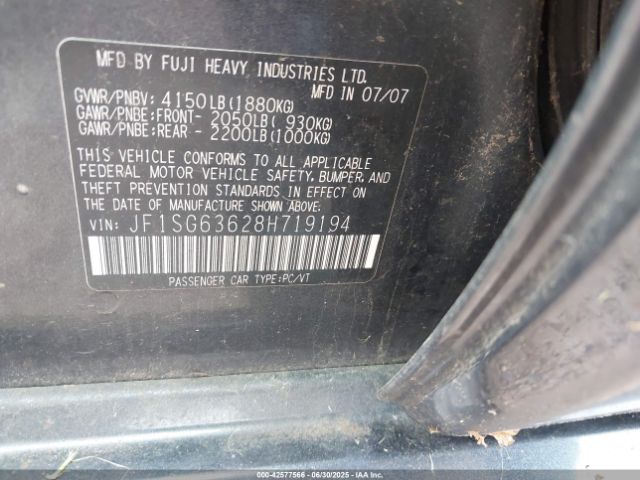 MFD BY FUJI HEAVY INDUSTRIES LTD.
MFD IN 07/07
GVWR/PNBV: 4150LB(1880KG)
GAWR/PNBE:FRONT- 2050LB( 930KG)
GAWR/PNBE:REAR - 2200LB(1000KG)
THIS VEHICLE CONFORMS TO ALL APPLICABLE
FEDERAL MOTOR VEHICLE SAFETY, BUMPER, AND
THEFT PREVENTION STANDARDS IN EFFECT ON
THE DATE OF MANUFACTURE SHOWN ABOVE.
VIN: JF1SG63628H719194
PASSENGER CAR TYPE:PC/VT
000-42577566 - 06/30/2025 - COPYRIGHT IAA, LLC.